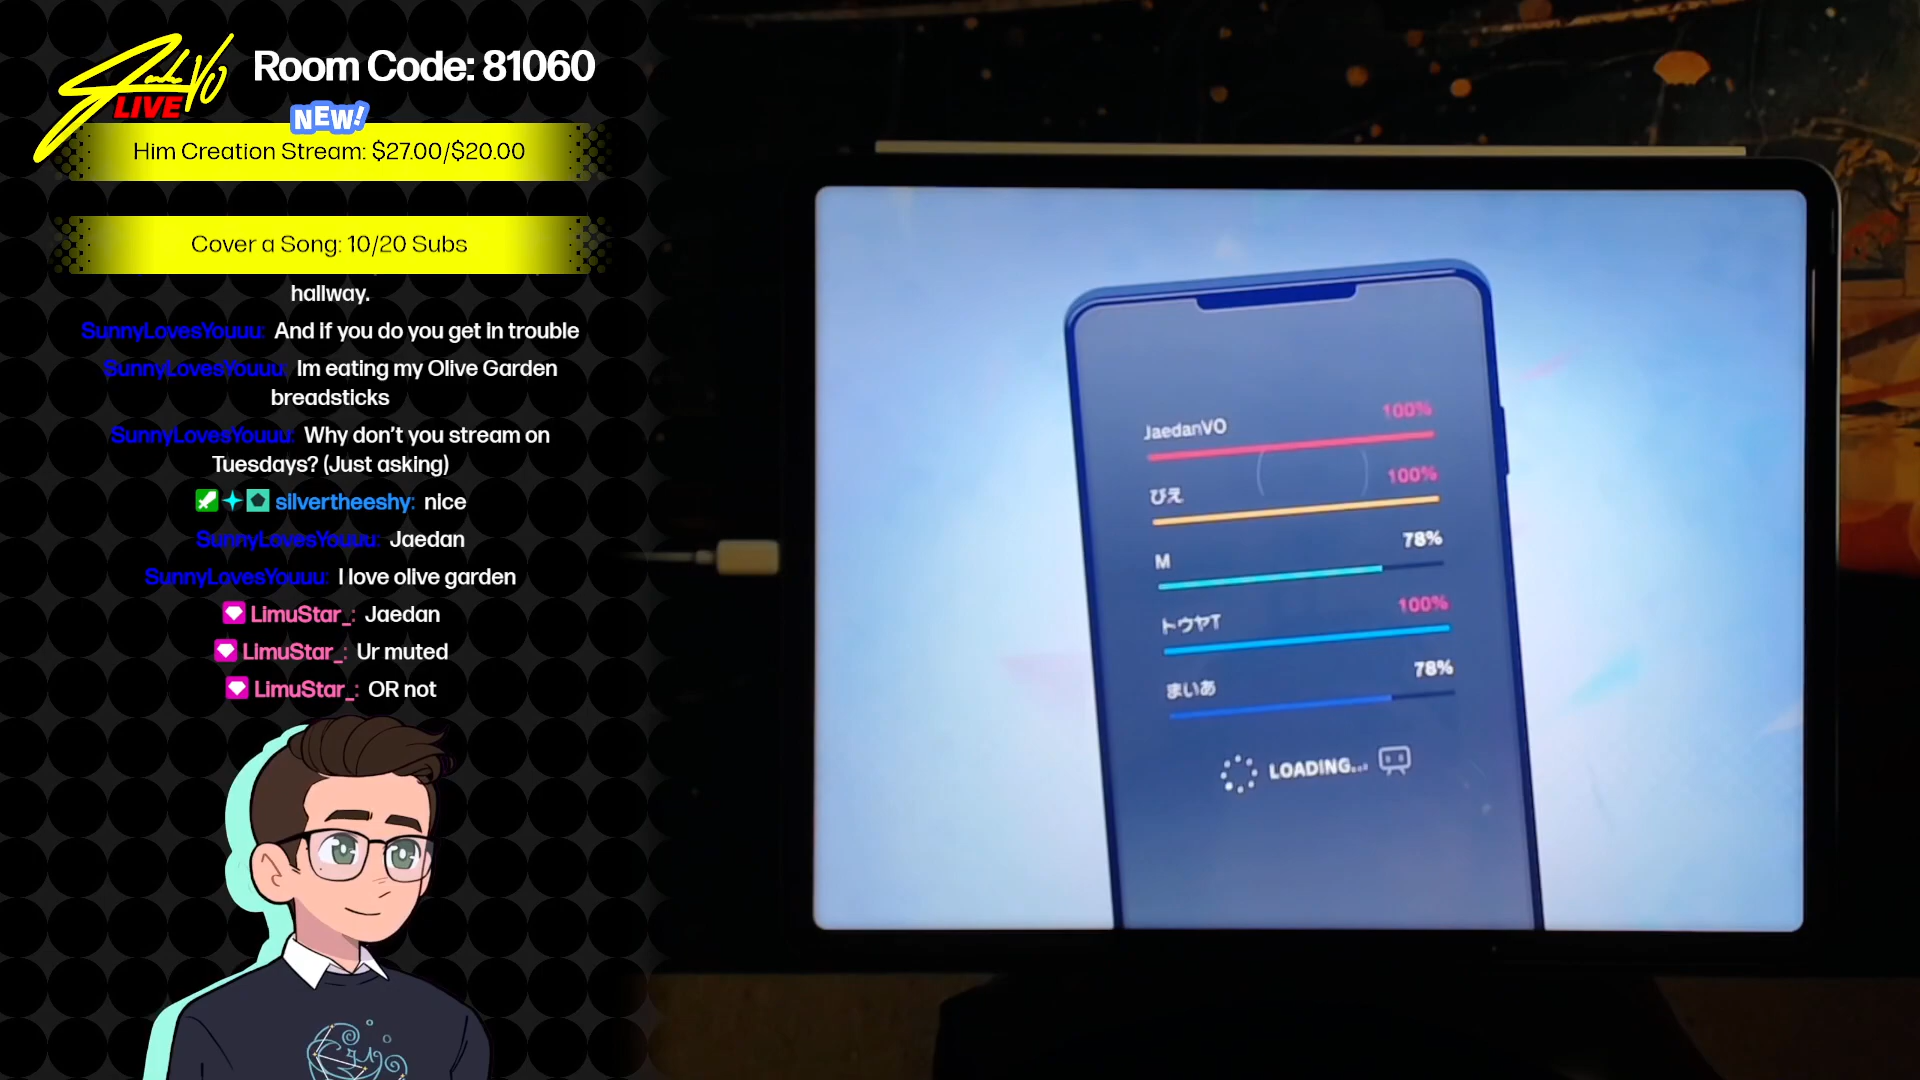 JadenVO
LIVE
Room Code: 81060
NEW!
Him Creation Stream: $27.00/$20.00
Cover a Song: 10/20 Subs
hallway.
SunnyLovesYouuu: And if you do you get in trouble
SunnyLovesYouuu: Im eating my Olive Garden
breadsticks
SunnyLovesYouuu: Why don't you stream on
Tuesdays? (Just asking)
silvertheeshy: nice
SunnyLovesYouuu: Jaedan
SunnyLovesYouuu: I love olive garden
LimuStar_: Jaedan
LimuStar_: Ur muted
LimuStar_: OR not
JaedanVO 100%
びえ 100%
M 78%
トウヤT 100%
まいあ 78%
LOADING...